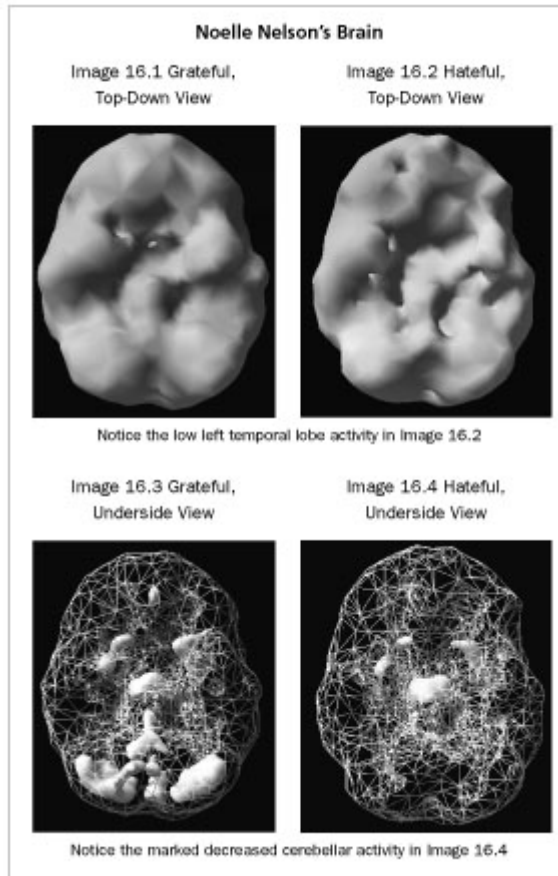 Noelle Nelson's Brain
Image 16.1 Grateful,
Top-Down View
Image 16.2 Hateful,
Top-Down View
Notice the low left temporal lobe activity in Image 16.2
Image 16.3 Grateful,
Underside View
Image 16.4 Hateful,
Underside View
Notice the marked decreased cerebellar activity in Image 16.4